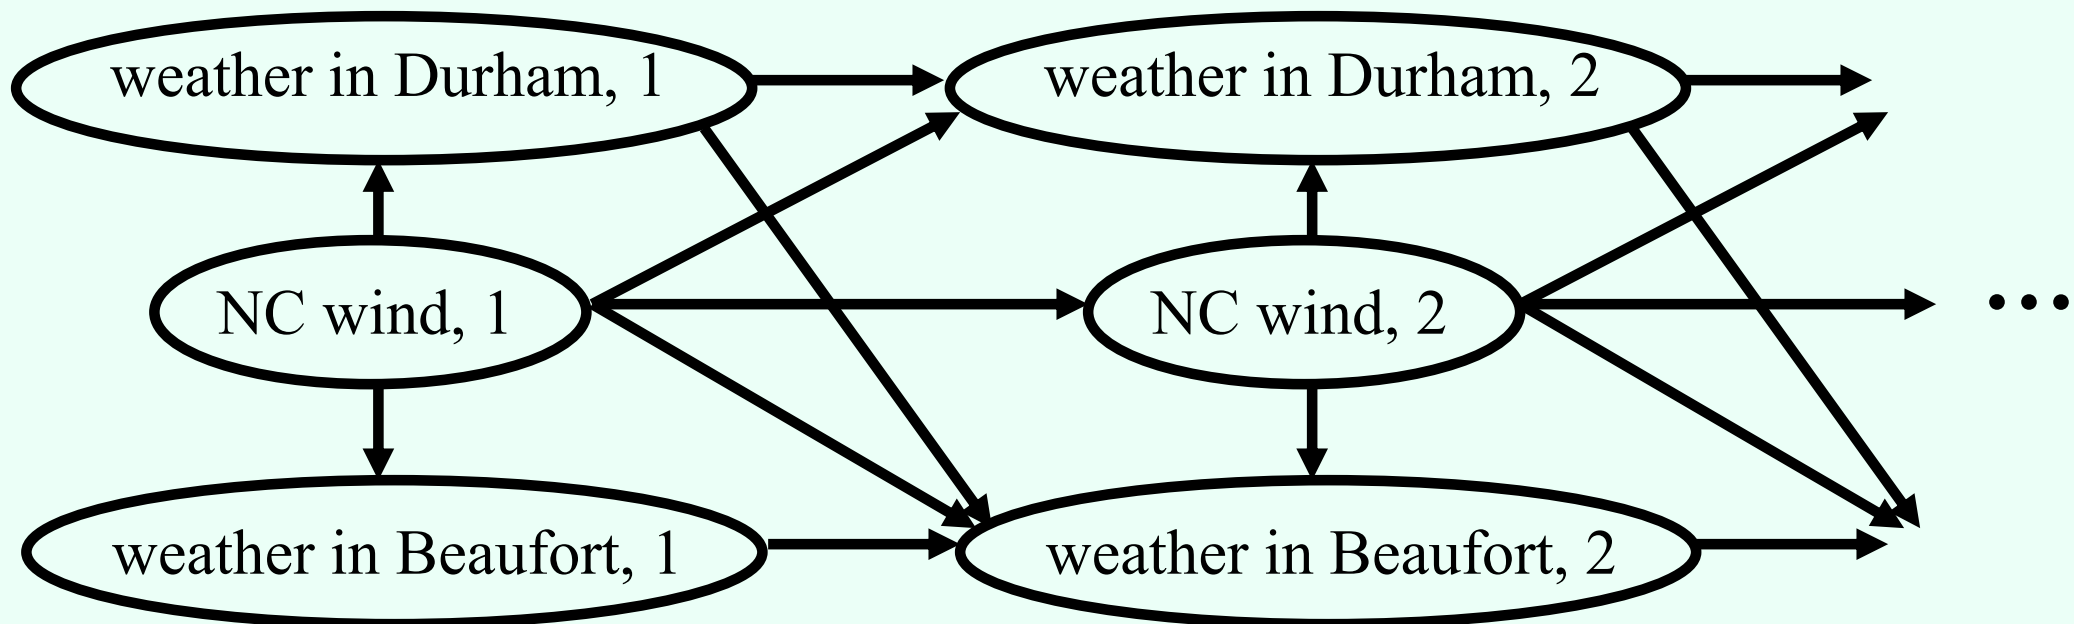 weather in Durham, 1
weather in Durham, 2
NC wind, 1
NC wind, 2
...
weather in Beaufort, 1
weather in Beaufort, 2